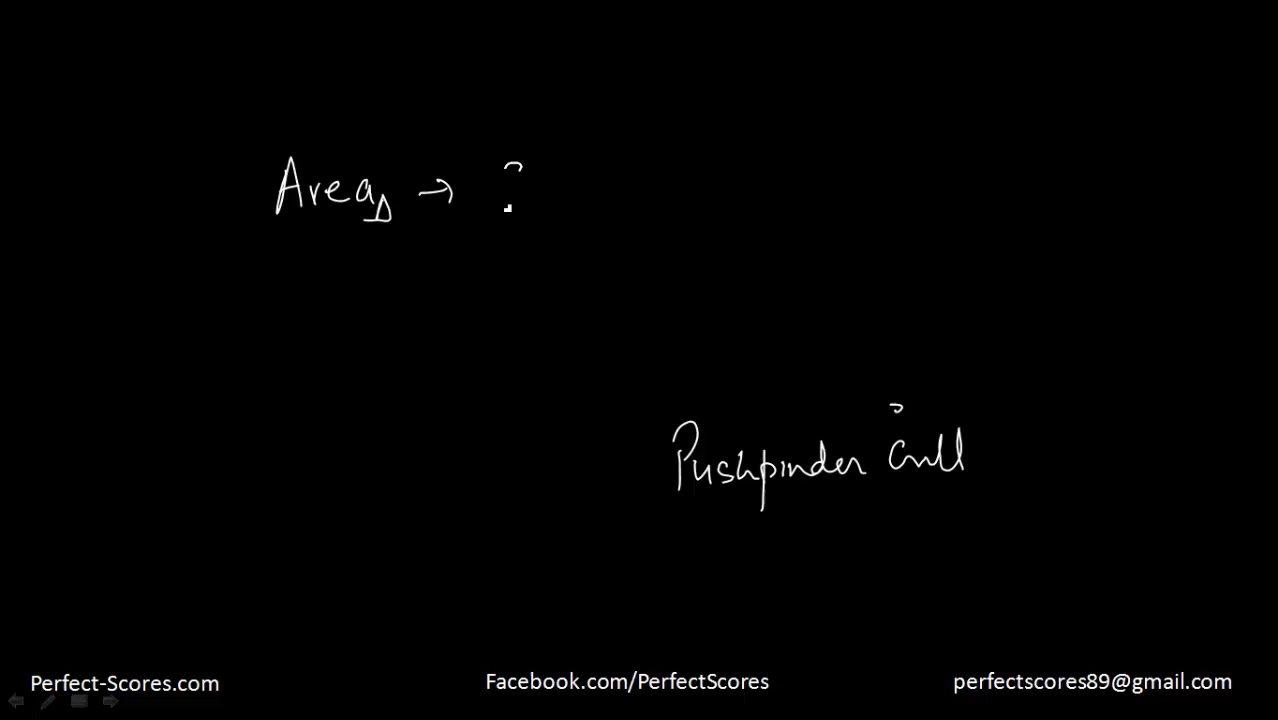 Area△ → ?
Pushpinder Gill
Perfect-Scores.com
Facebook.com/PerfectScores
perfectscores89@gmail.com